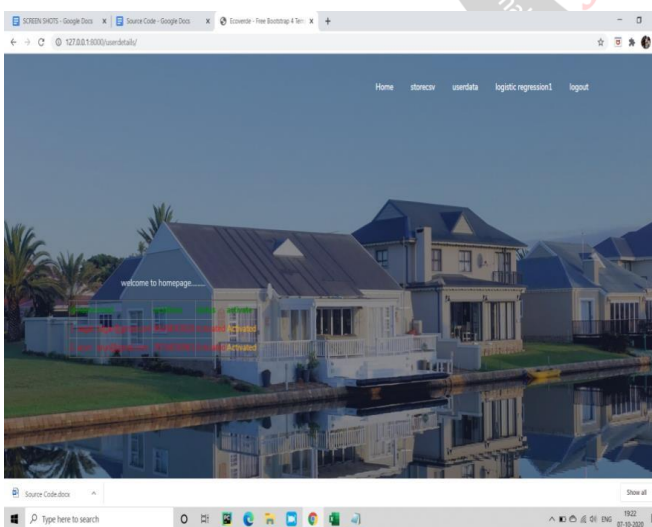 SCREEN SHOTS - Google Docs
Source Code - Google Docs
Ecoverde - Free Bootstrap 4 Tem
127.0.0.1:8000/userdetails/
Home storecsv userdata logistic regression1 logout
welcome to homepage........
Activated
Activated
Source Code.docx
Show all
Type here to search
ENG
19:22
07-10-2020